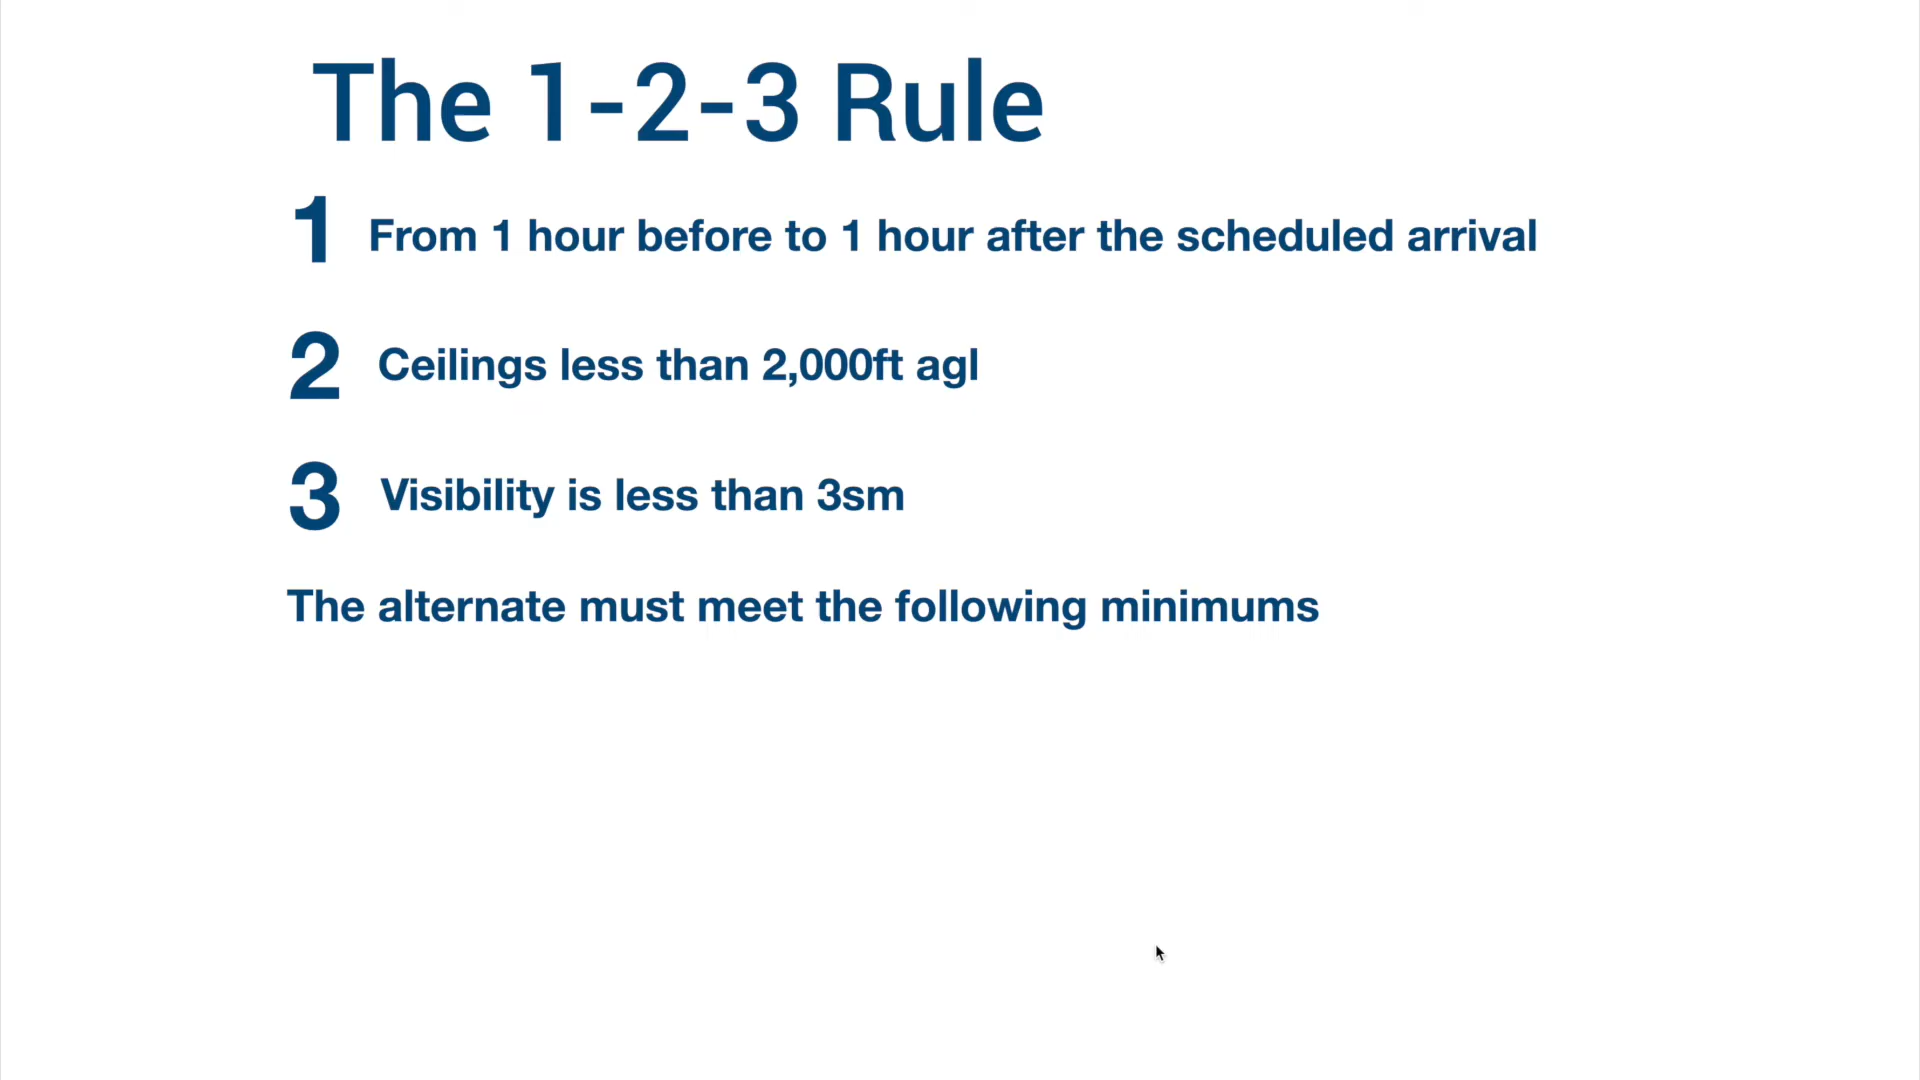 The 1-2-3 Rule
1 From 1 hour before to 1 hour after the scheduled arrival
2 Ceilings less than 2,000ft agl
3 Visibility is less than 3sm
The alternate must meet the following minimums